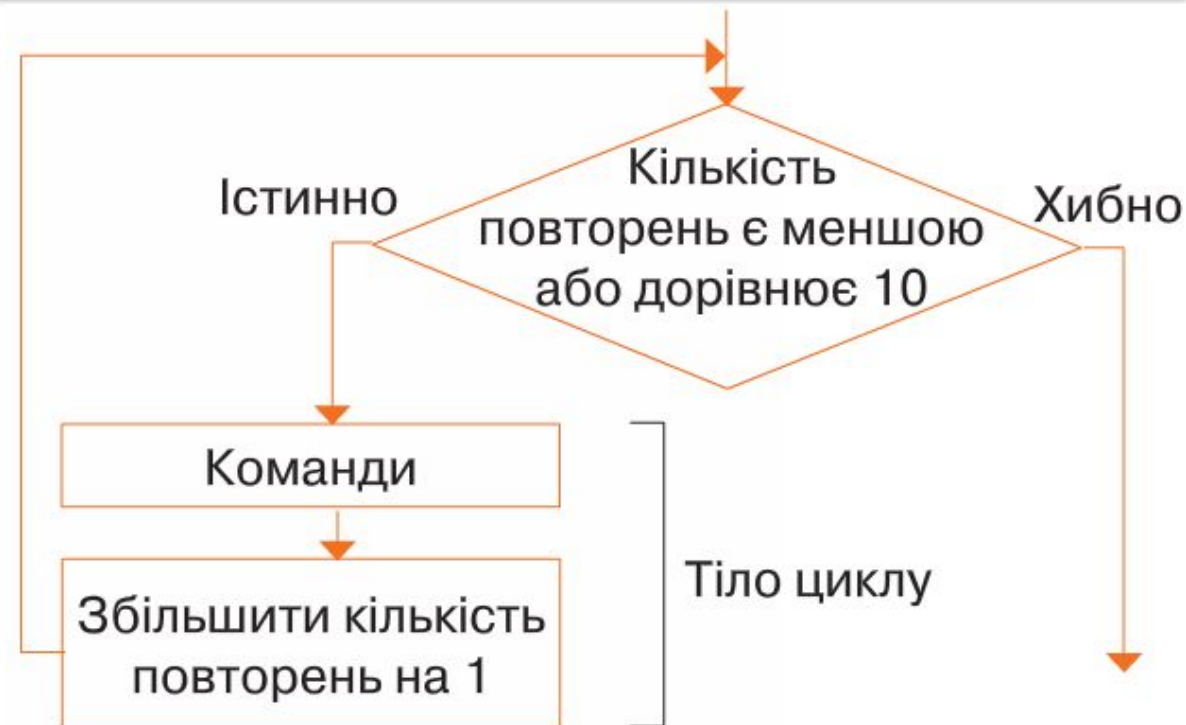 Кількість
повторень є меншою
або дорівнює 10
Істинно
Хибно
Команди
Збільшити кількість
повторень на 1
Тіло циклу